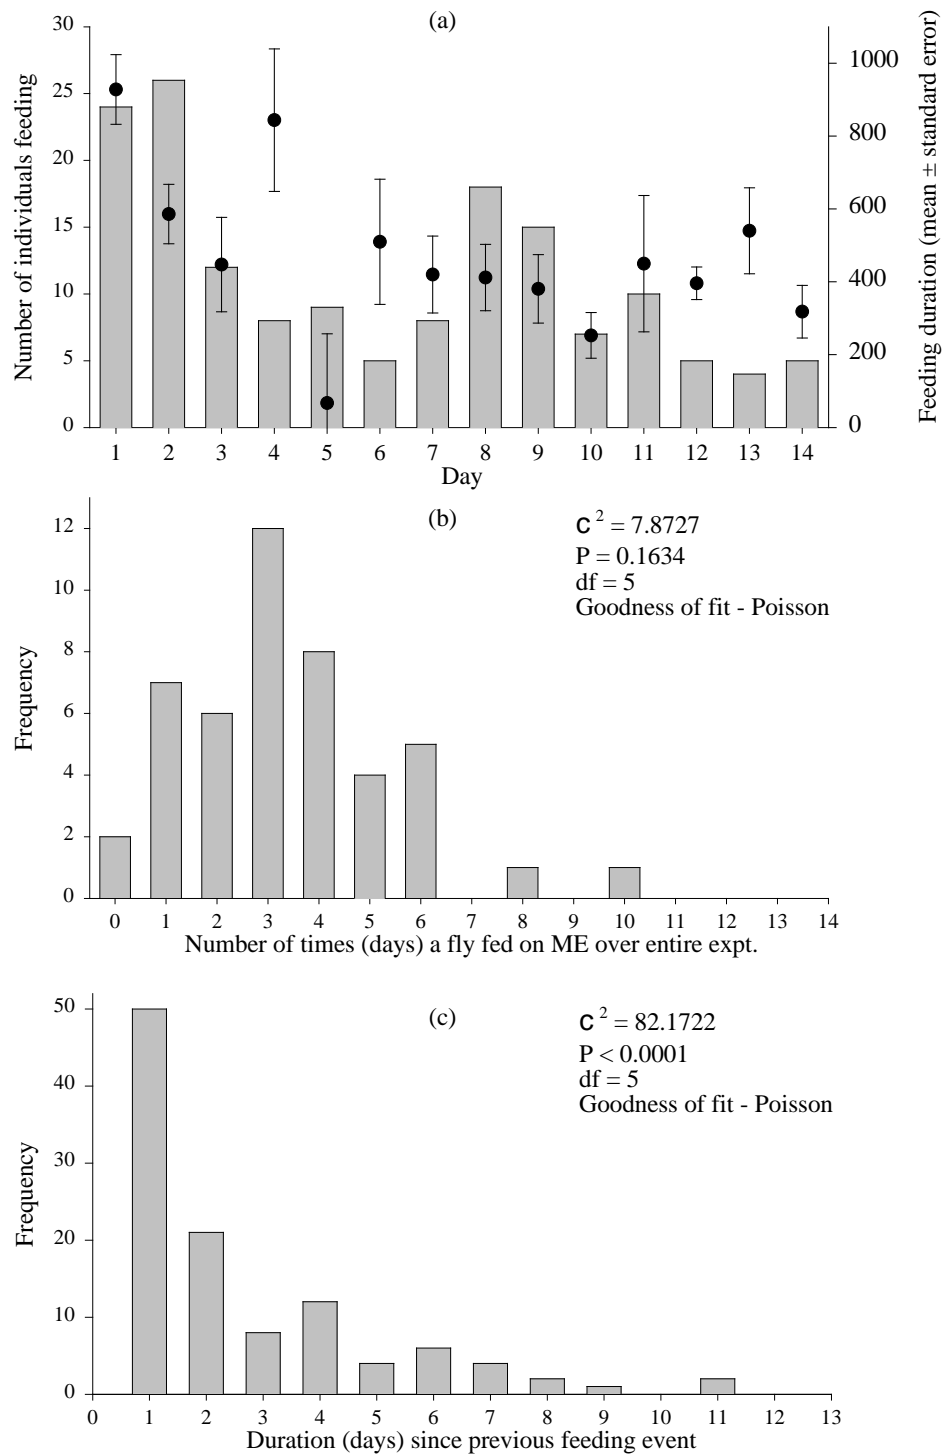 (a)
Number of individuals feeding
30
25
20
15
10
5
0
Feeding duration (mean ± standard error)
1000
800
600
400
200
0
1 2 3 4 5 6 7 8 9 10 11 12 13 14
Day
(b)
Frequency
12
10
8
6
4
2
0
c 2 = 7.8727
P = 0.1634
df = 5
Goodness of fit - Poisson
0 1 2 3 4 5 6 7 8 9 10 11 12 13 14
Number of times (days) a fly fed on ME over entire expt.
(c)
Frequency
50
40
30
20
10
0
c 2 = 82.1722
P < 0.0001
df = 5
Goodness of fit - Poisson
0 1 2 3 4 5 6 7 8 9 10 11 12 13
Duration (days) since previous feeding event